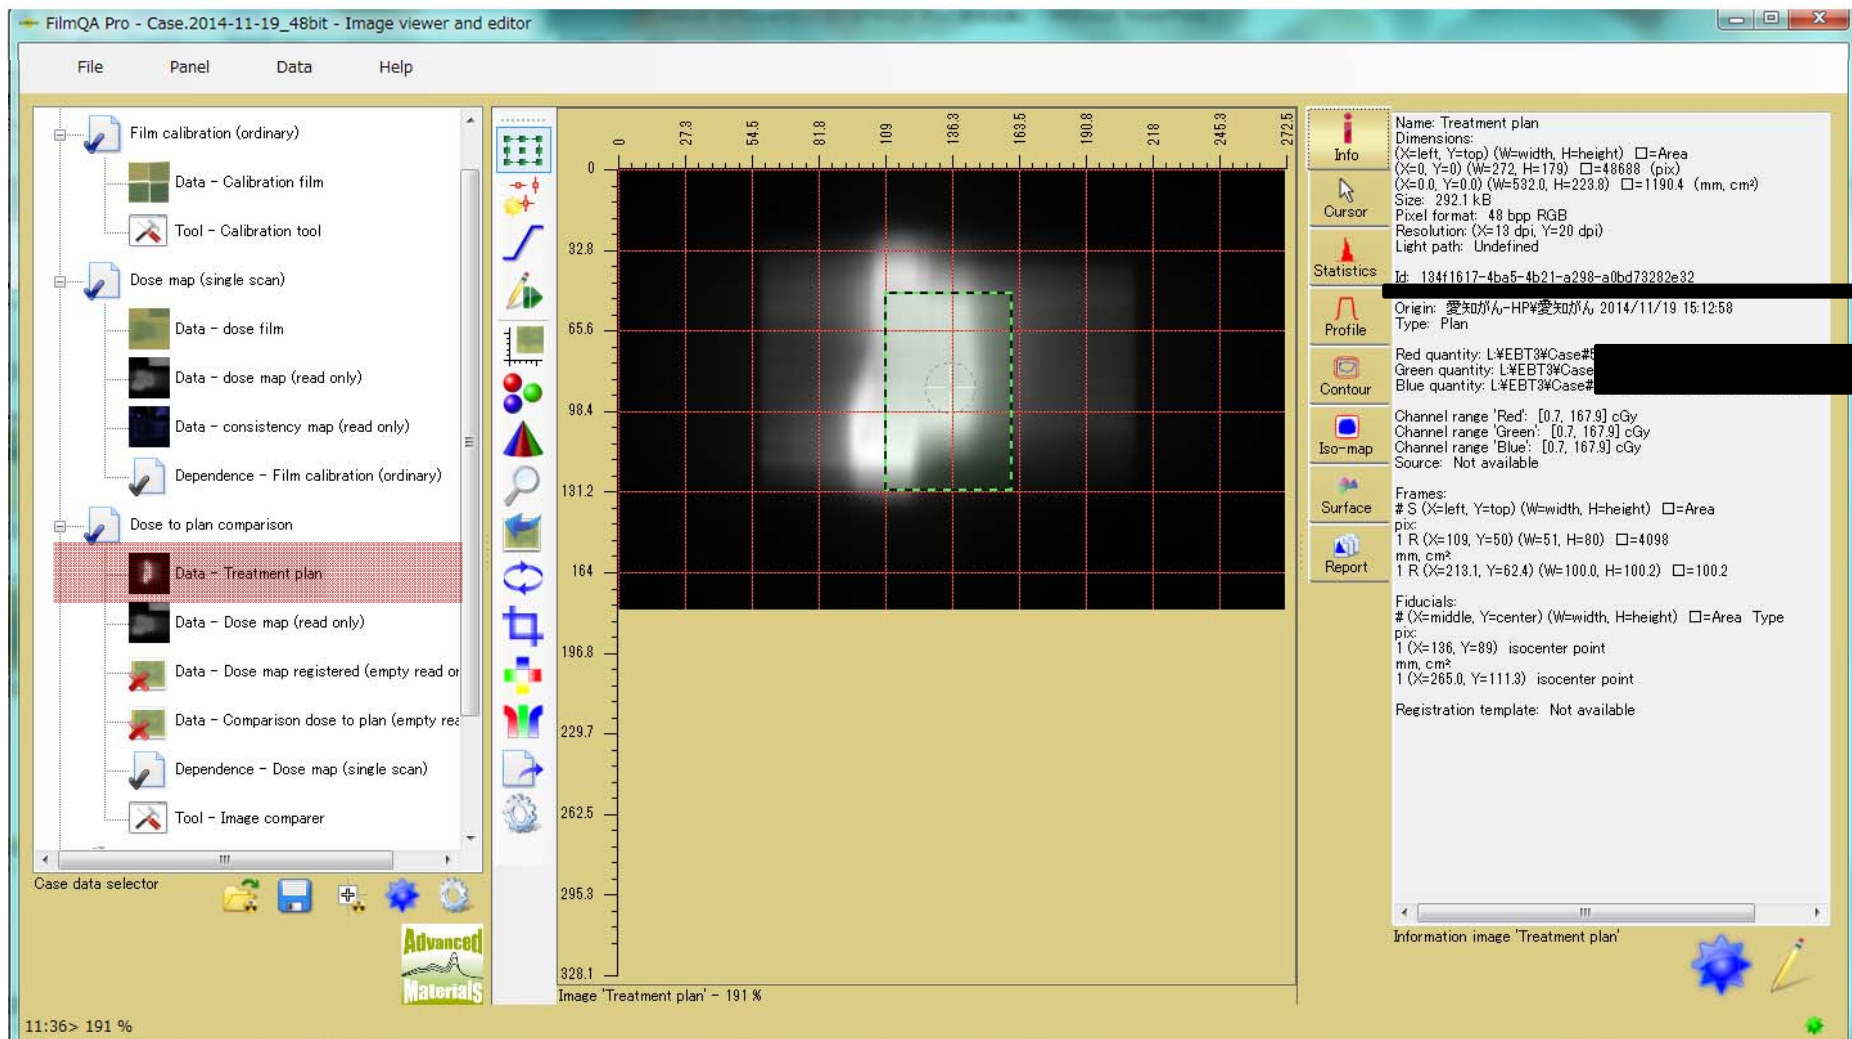 FilmQA Pro - Case.2014-11-19_48bit - Image viewer and editor
File Panel Data Help
Film calibration (ordinary)
Data - Calibration film
Tool - Calibration tool
Dose map (single scan)
Data - dose film
Data - dose map (read only)
Data - consistency map (read only)
Dependence - Film calibration (ordinary)
Dose to plan comparison
Data - Treatment plan
Data - Dose map (read only)
Data - Dose map registered (empty read or
Data - Comparison dose to plan (empty rea
Dependence - Dose map (single scan)
Tool - Image comparer
Case data selector
Advanced
Materials
11:36> 191 %
0 27.3 54.5 81.8 109 136.3 163.5 190.8 218 245.3 272.5
0
32.8
65.6
98.4
131.2
164
196.8
229.7
262.5
295.3
328.1
Image 'Treatment plan' - 191 %
Info
Cursor
Statistics
Profile
Contour
Iso-map
Surface
Report
Name: Treatment plan
Dimensions:
(X=left, Y=top) (W=width, H=height) □=Area
(X=0, Y=0) (W=272, H=179) □=48688 (pix)
(X=0.0, Y=0.0) (W=532.0, H=223.8) □=1190.4 (mm, cm²)
Size: 292.1 kB
Pixel format: 48 bpp RGB
Resolution: (X=13 dpi, Y=20 dpi)
Light path: Undefined
Id: 134f1617-4ba5-4b21-a298-a0bd73282e32
Origin: 愛知がん-HP¥愛知がん 2014/11/19 15:12:58
Type: Plan
Red quantity: L:¥EBT3¥Case#
Green quantity: L:¥EBT3¥Case
Blue quantity: L:¥EBT3¥Case#
Channel range 'Red': [0.7, 167.9] cGy
Channel range 'Green': [0.7, 167.9] cGy
Channel range 'Blue': [0.7, 167.9] cGy
Source: Not available
Frames:
# S (X=left, Y=top) (W=width, H=height) □=Area
pix:
1 R (X=109, Y=50) (W=51, H=80) □=4098
mm, cm²
1 R (X=213.1, Y=62.4) (W=100.0, H=100.2) □=100.2
Fiducials:
# (X=middle, Y=center) (W=width, H=height) □=Area Type
pix:
1 (X=136, Y=89) isocenter point
mm, cm²
1 (X=265.0, Y=111.3) isocenter point
Registration template: Not available
Information image 'Treatment plan'